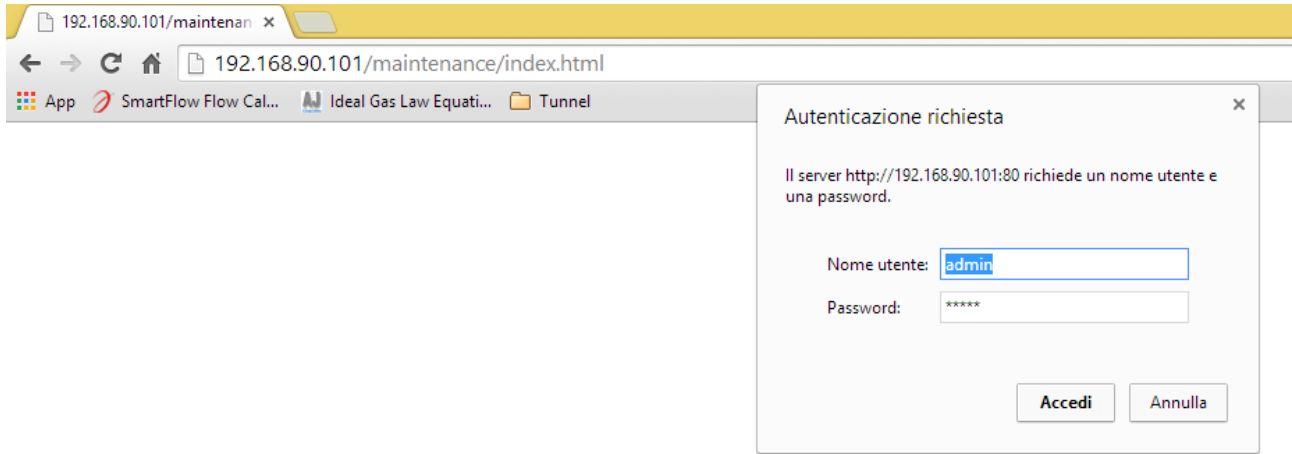 192.168.90.101/maintenan
192.168.90.101/maintenance/index.html
App SmartFlow Flow Cal... AJ Ideal Gas Law Equati... Tunnel
Autenticazione richiesta
Il server http://192.168.90.101:80 richiede un nome utente e
una password.
Nome utente: admin
Password: *****
Accedi Annulla